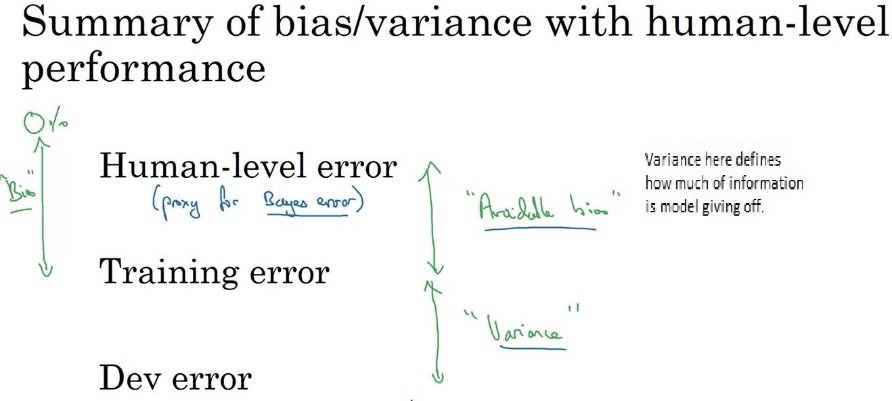 Summary of bias/variance with human-level
performance
0%
"Bias"
Human-level error
(proxy for Bayes error)
"Avoidable bias"
Variance here defines
how much of information
is model giving off.
Training error
"Variance"
Dev error